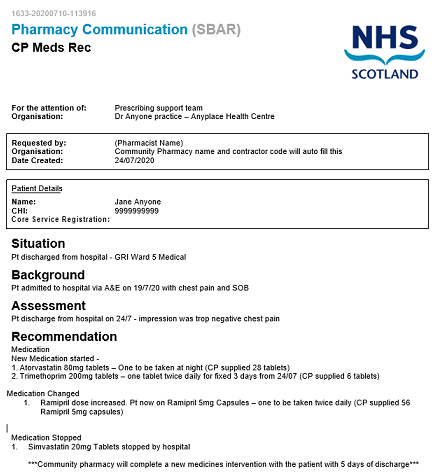 1633-20200710-113916
Pharmacy Communication (SBAR)
CP Meds Rec
NHS
SCOTLAND
For the attention of: Prescribing support team
Organisation: Dr Anyone practice – Anyplace Health Centre
Requested by: (Pharmacist Name)
Organisation: Community Pharmacy name and contractor code will auto fill this
Date Created: 24/07/2020
Patient Details
Name: Jane Anyone
CHI: 9999999999
Core Service Registration:
Situation
Pt discharged from hospital - GRI Ward 5 Medical
Background
Pt admitted to hospital via A&E on 19/7/20 with chest pain and SOB
Assessment
Pt discharge from hospital on 24/7 - impression was trop negative chest pain
Recommendation
Medication
New Medication started -
1. Atorvastatin 80mg tablets – One to be taken at night (CP supplied 28 tablets)
2. Trimethoprim 200mg tablets – one tablet twice daily for fixed 3 days from 24/07 (CP supplied 6 tablets)
Medication Changed
1. Ramipril dose increased. Pt now on Ramipril 5mg Capsules – one to be taken twice daily (CP supplied 56
Ramipril 5mg capsules)
Medication Stopped
1. Simvastatin 20mg Tablets stopped by hospital
***Community pharmacy will complete a new medicines intervention with the patient with 5 days of discharge***